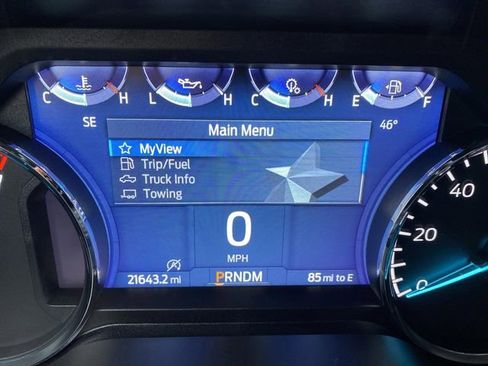 C H L H C H E F
SE 46°
Main Menu
MyView
Trip/Fuel
Truck Info
Towing
0
MPH
21643.2 mi PRNDM 85 mi to E
40
20
0